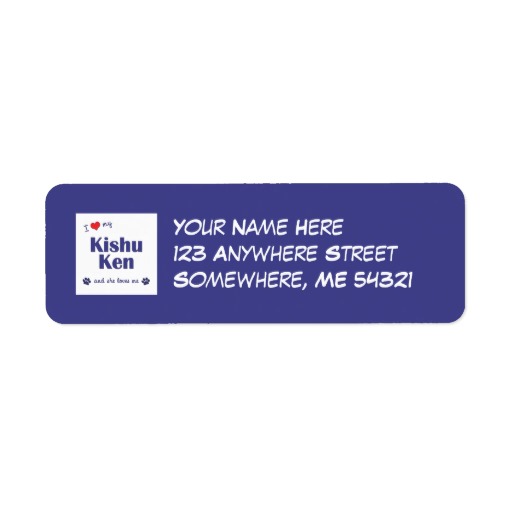 I my
Kishu
Ken
and she loves me
Your Name Here
123 Anywhere Street
Somewhere, ME 54321